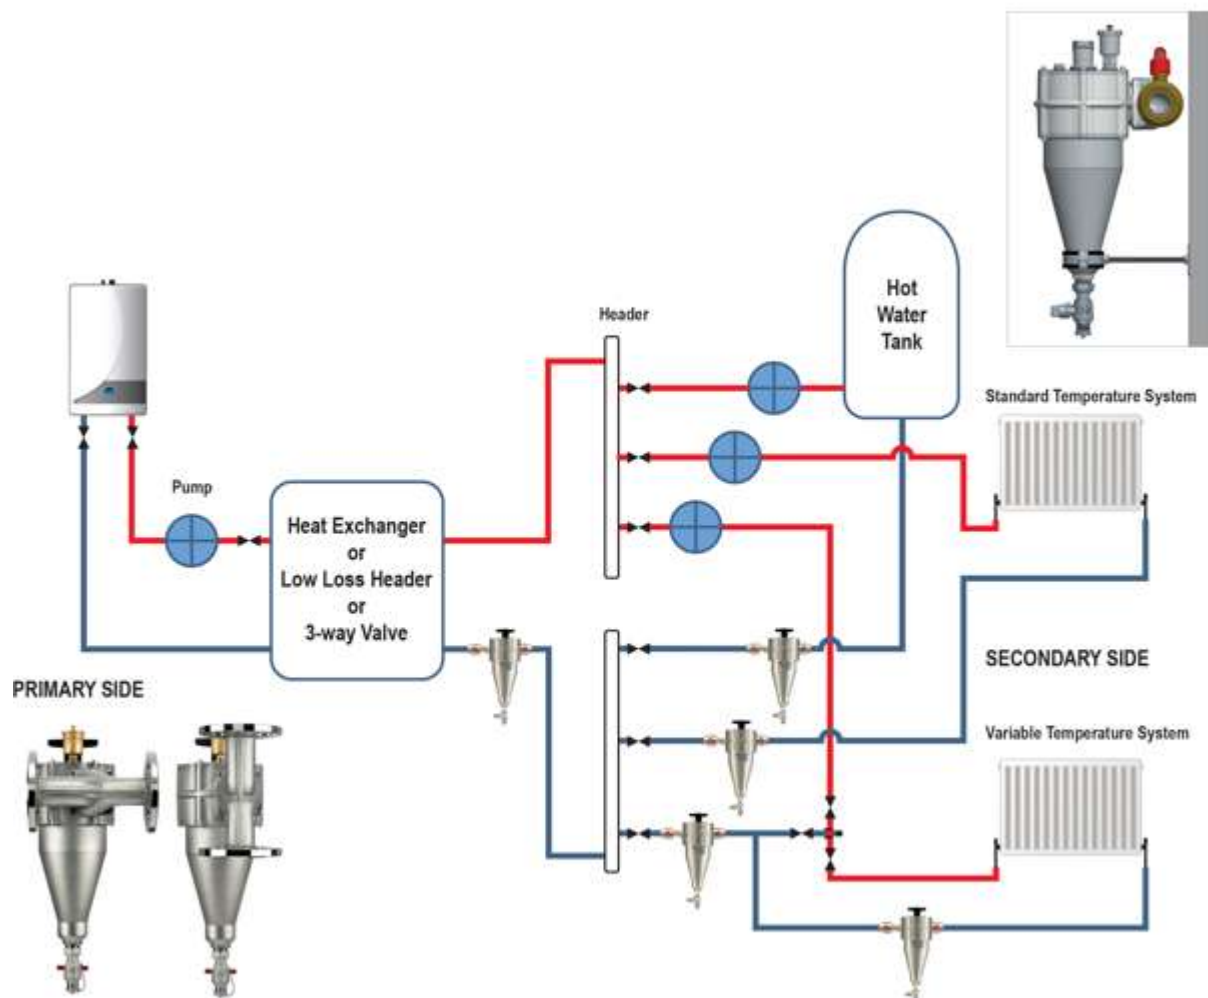 Header
Hot
Water
Tank
Standard Temperature System
Pump
Heat Exchanger
or
Low Loss Header
or
3-way Valve
PRIMARY SIDE
SECONDARY SIDE
Variable Temperature System